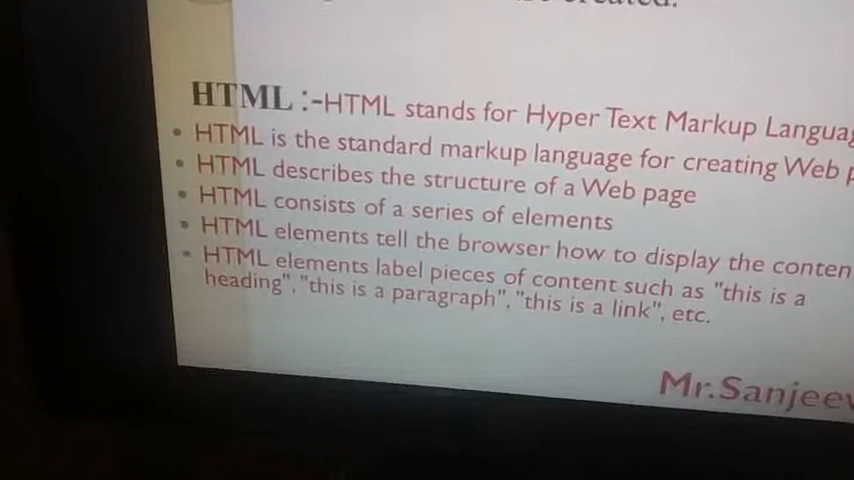 created.
HTML :-HTML stands for Hyper Text Markup
• HTML is the standard markup language for creating Web
• HTML describes the structure of a Web page
• HTML consists of a series of elements
• HTML elements tell the browser how to display the
• HTML elements label pieces of content such as "this is a
heading", "this is a paragraph", "this is a link", etc.